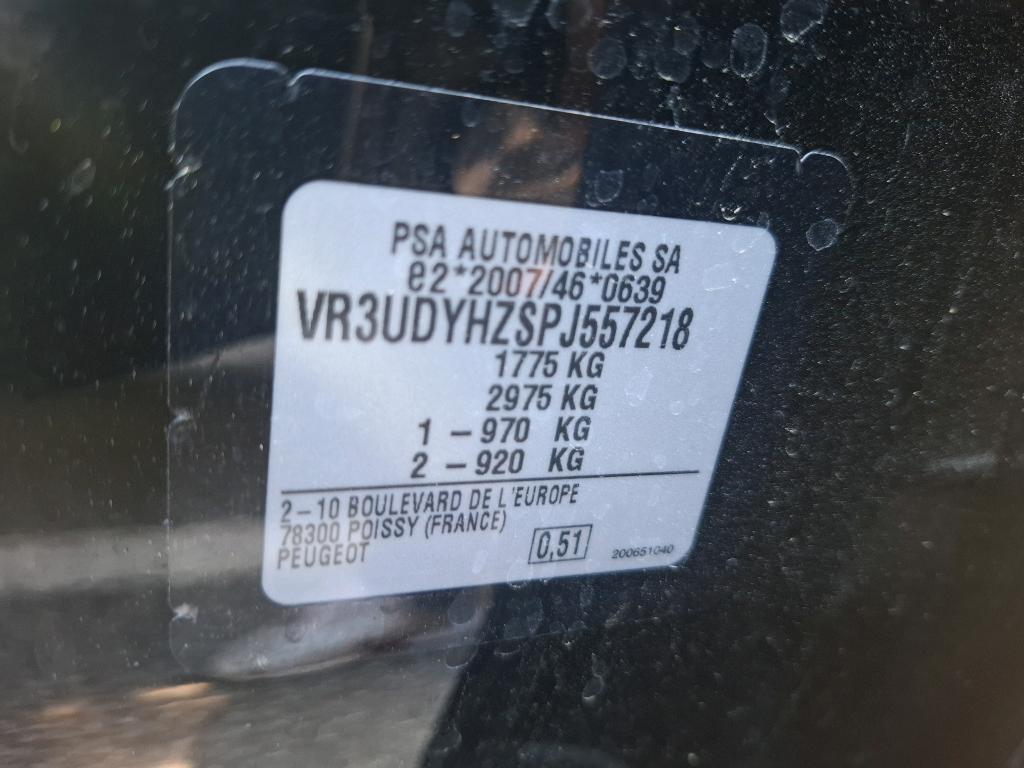 PSA AUTOMOBILES SA
e2*2007/46*0639
VR3UDYHZSPJ557218
1775 KG
2975 KG
1 – 970 KG
2 – 920 KG
2–10 BOULEVARD DE L'EUROPE
78300 POISSY (FRANCE)
PEUGEOT
0,51
200651040